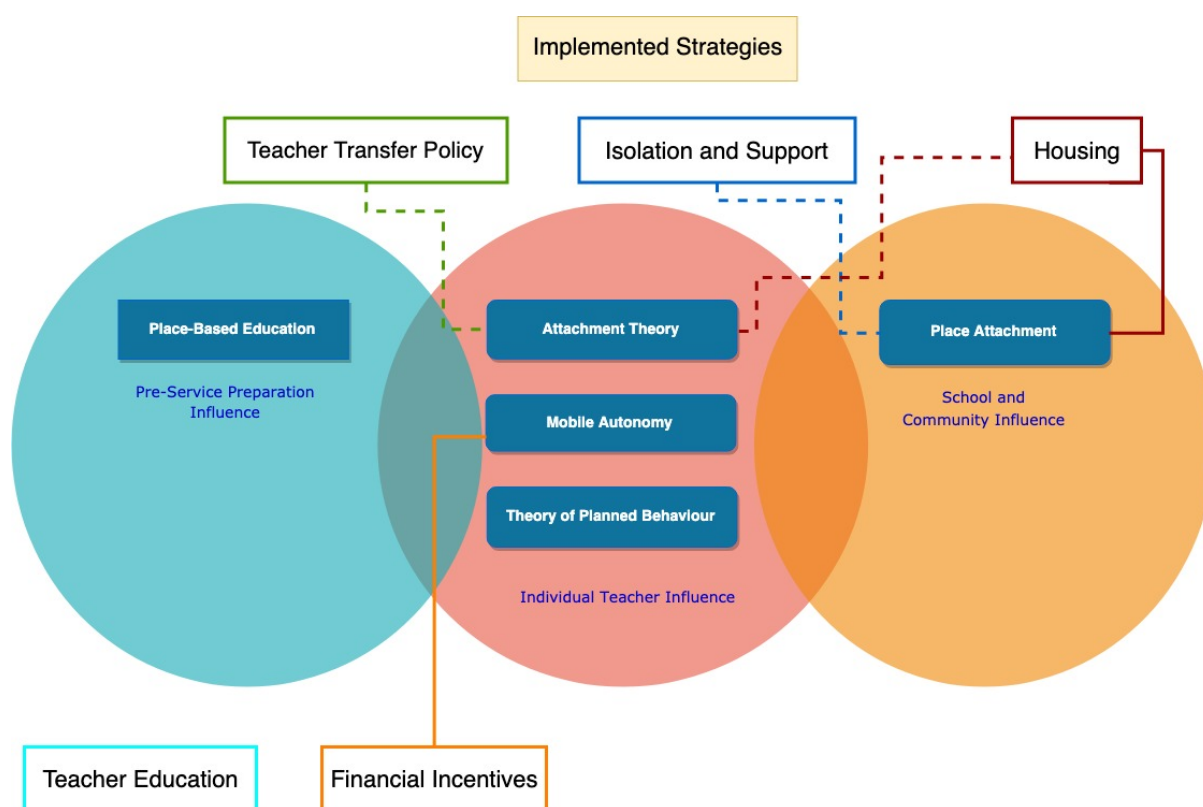 Implemented Strategies
Teacher Transfer Policy
Isolation and Support
Housing
Place-Based Education
Pre-Service Preparation
Influence
Attachment Theory
Mobile Autonomy
Theory of Planned Behaviour
Individual Teacher Influence
Place Attachment
School and
Community Influence
Teacher Education
Financial Incentives